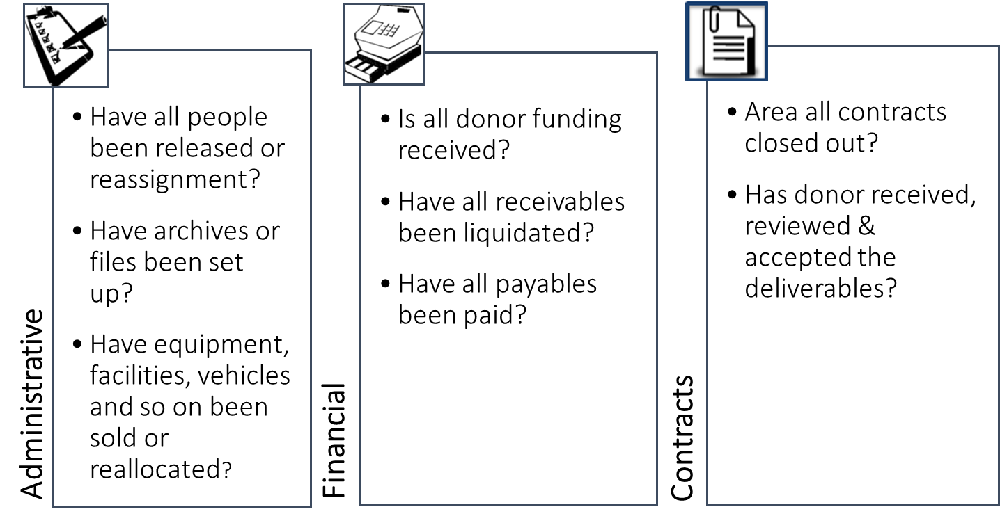 Administrative
• Have all people
been released or
reassignment?
• Have archives or
files been set
up?
• Have equipment,
facilities, vehicles
and so on been
sold or
reallocated?
Financial
• Is all donor funding
received?
• Have all receivables
been liquidated?
• Have all payables
been paid?
Contracts
• Area all contracts
closed out?
• Has donor received,
reviewed &
accepted the
deliverables?